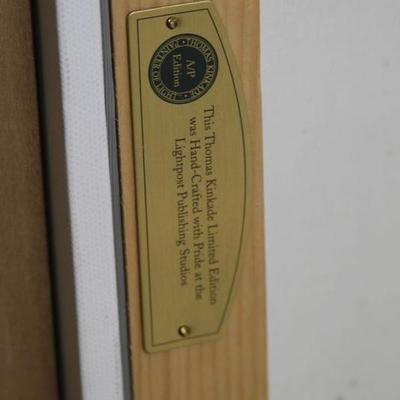 THOMAS KINKADE
PAINTER OF LIGHT
A/P
Edition
This Thomas Kinkade Limited Edition
was Hand-Crafted with Pride at the
Lightpost Publishing Studios